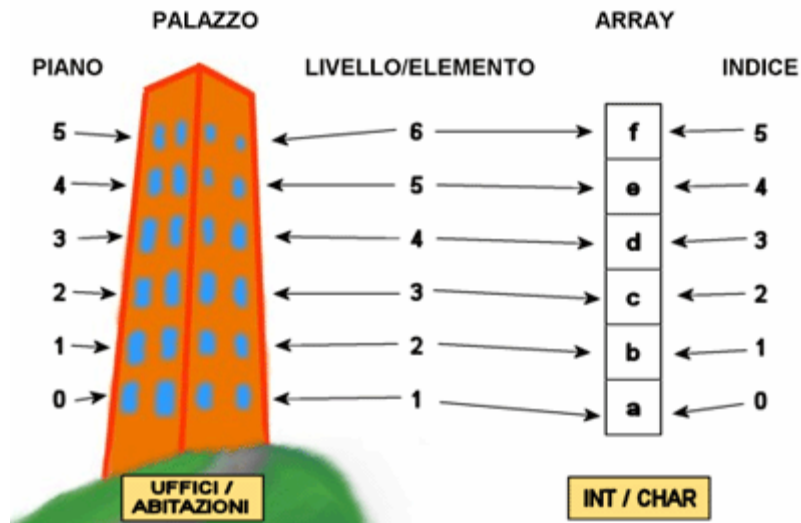 PALAZZO ARRAY
PIANO LIVELLO/ELEMENTO INDICE
5 6 f 5
4 5 e 4
3 4 d 3
2 3 c 2
1 2 b 1
0 1 a 0
UFFICI /
ABITAZIONI
INT / CHAR